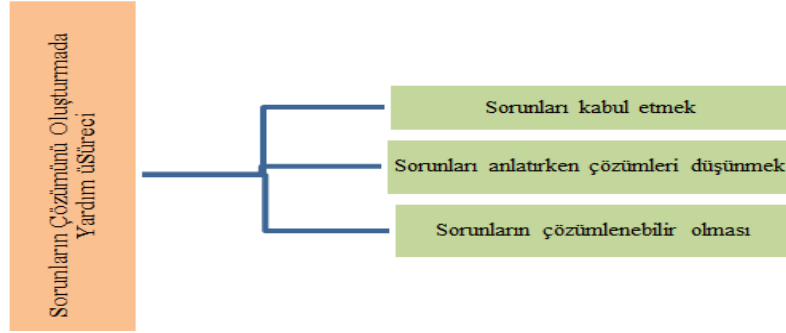 Sorunların Çözümünü Oluşturmada
Yardım üSüreci
Sorunları kabul etmek
Sorunları anlatırken çözümleri düşünmek
Sorunların çözümlenebilir olması